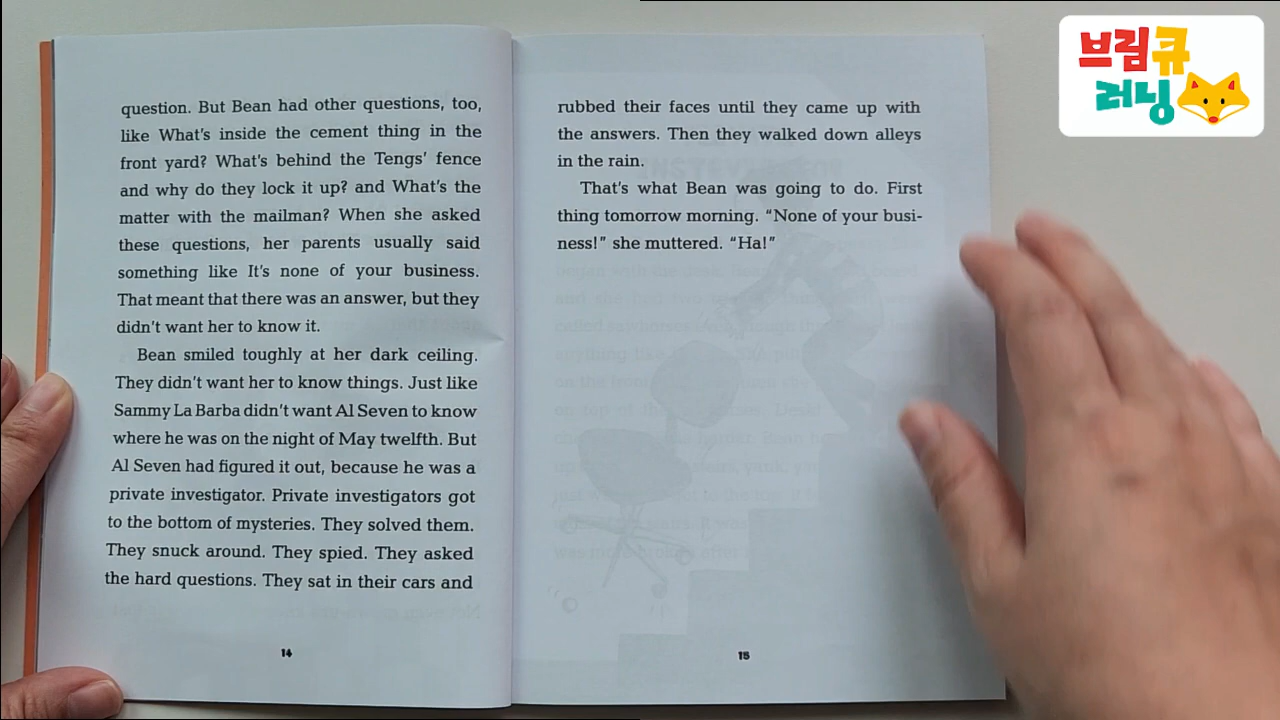 question. But Bean had other questions, too,
like What's inside the cement thing in the
front yard? What's behind the Tengs' fence
and why do they lock it up? and What's the
matter with the mailman? When she asked
these questions, her parents usually said
something like It's none of your business.
That meant that there was an answer, but they
didn't want her to know it.
Bean smiled toughly at her dark ceiling.
They didn't want her to know things. Just like
Sammy La Barba didn't want Al Seven to know
where he was on the night of May twelfth. But
Al Seven had figured it out, because he was a
private investigator. Private investigators got
to the bottom of mysteries. They solved them.
They snuck around. They spied. They asked
the hard questions. They sat in their cars and
14
rubbed their faces until they came up with
the answers. Then they walked down alleys
in the rain.
That's what Bean was going to do. First
thing tomorrow morning. “None of your busi-
ness!” she muttered. “Ha!”
15
브림큐
러닝